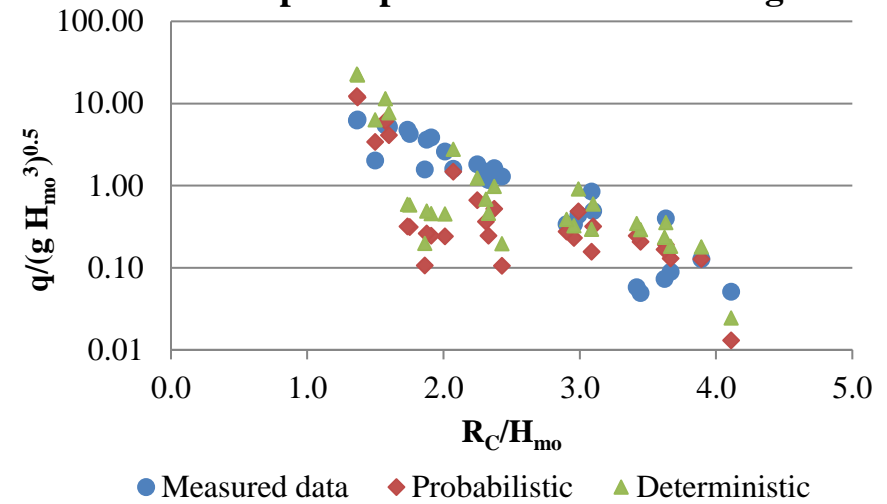 100.00
10.00
1.00
0.10
0.01
q/(g Hmo³)⁰·⁵
0.0 1.0 2.0 3.0 4.0 5.0
RC/Hmo
Measured data Probabilistic Deterministic